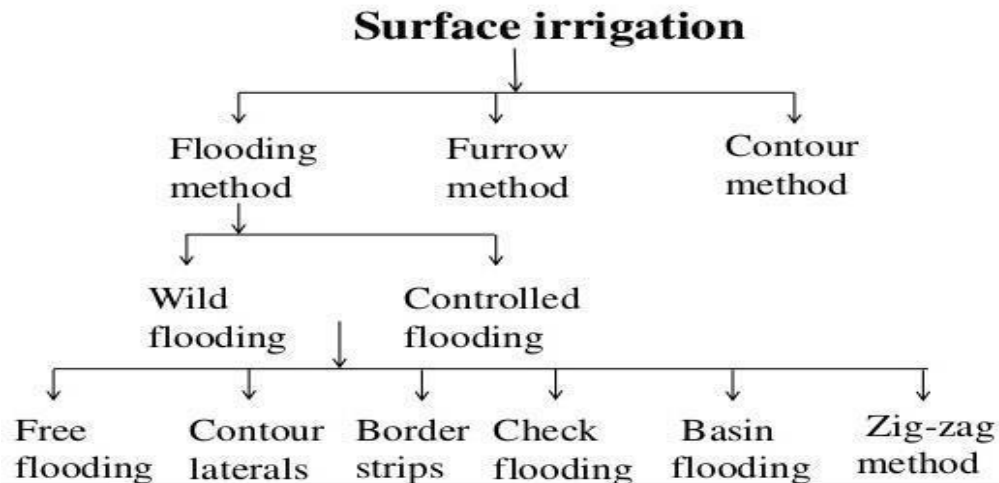 Surface irrigation
Flooding
method
Furrow
method
Contour
method
Wild
flooding
Controlled
flooding
Free
flooding
Contour
laterals
Border
strips
Check
flooding
Basin
flooding
Zig-zag
method